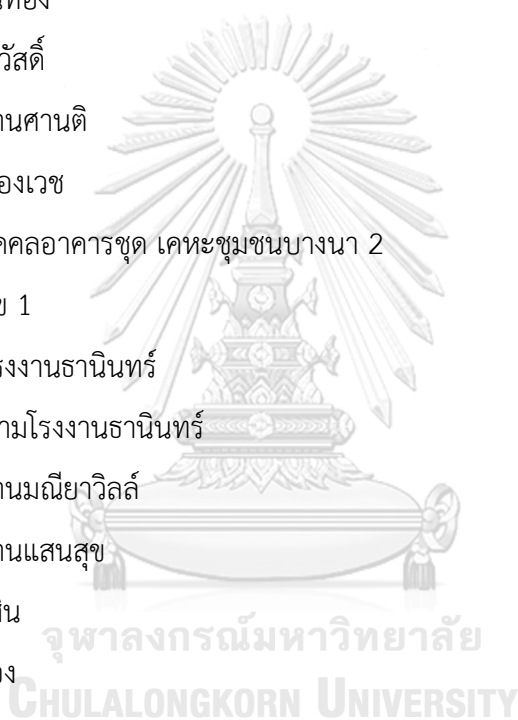 วัสดิ์
านศานติ
องเวช
คคลอาคารชุด เคหะชุมชนบางนา 2
ข 1
รงงานธานินทร์
ามโรงงานธานินทร์
านมณียาวิลล์
านแสนสุข
สิน
จุฬาลงกรณ์มหาวิทยาลัย
อง
CHULALONGKORN UNIVERSITY